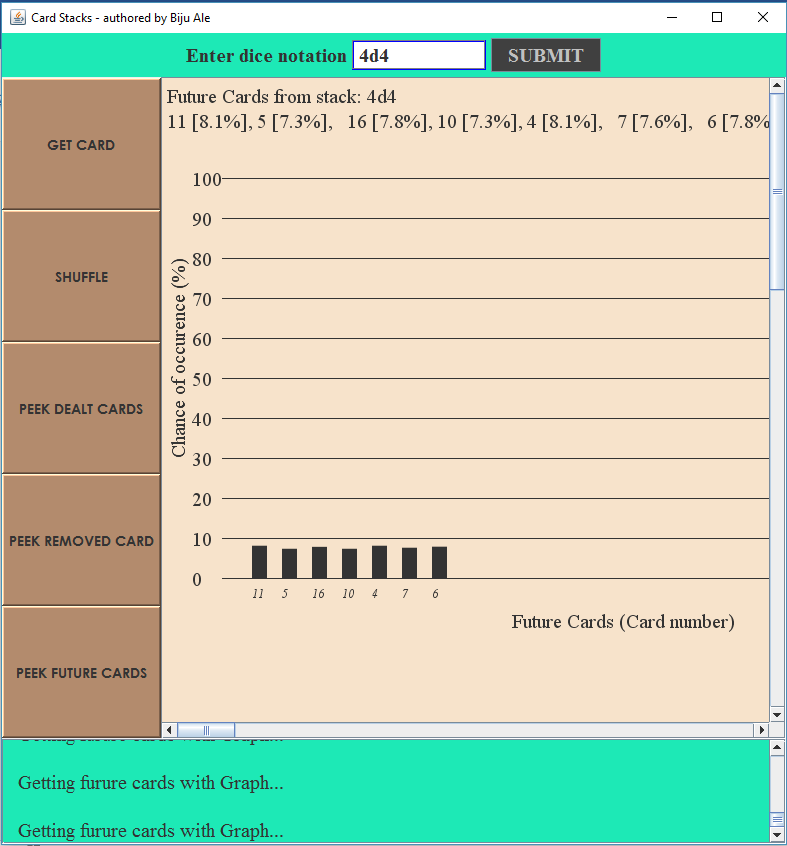 Card Stacks - authored by Biju Ale
Enter dice notation 4d4 SUBMIT
GET CARD
SHUFFLE
PEEK DEALT CARDS
PEEK REMOVED CARD
PEEK FUTURE CARDS
Future Cards from stack: 4d4
11 [8.1%], 5 [7.3%], 16 [7.8%], 10 [7.3%], 4 [8.1%], 7 [7.6%], 6 [7.8%
Chance of occurence (%)
100
90
80
70
60
50
40
30
20
10
0
11 5 16 10 4 7 6
Future Cards (Card number)
Getting furure cards with Graph...
Getting furure cards with Graph...